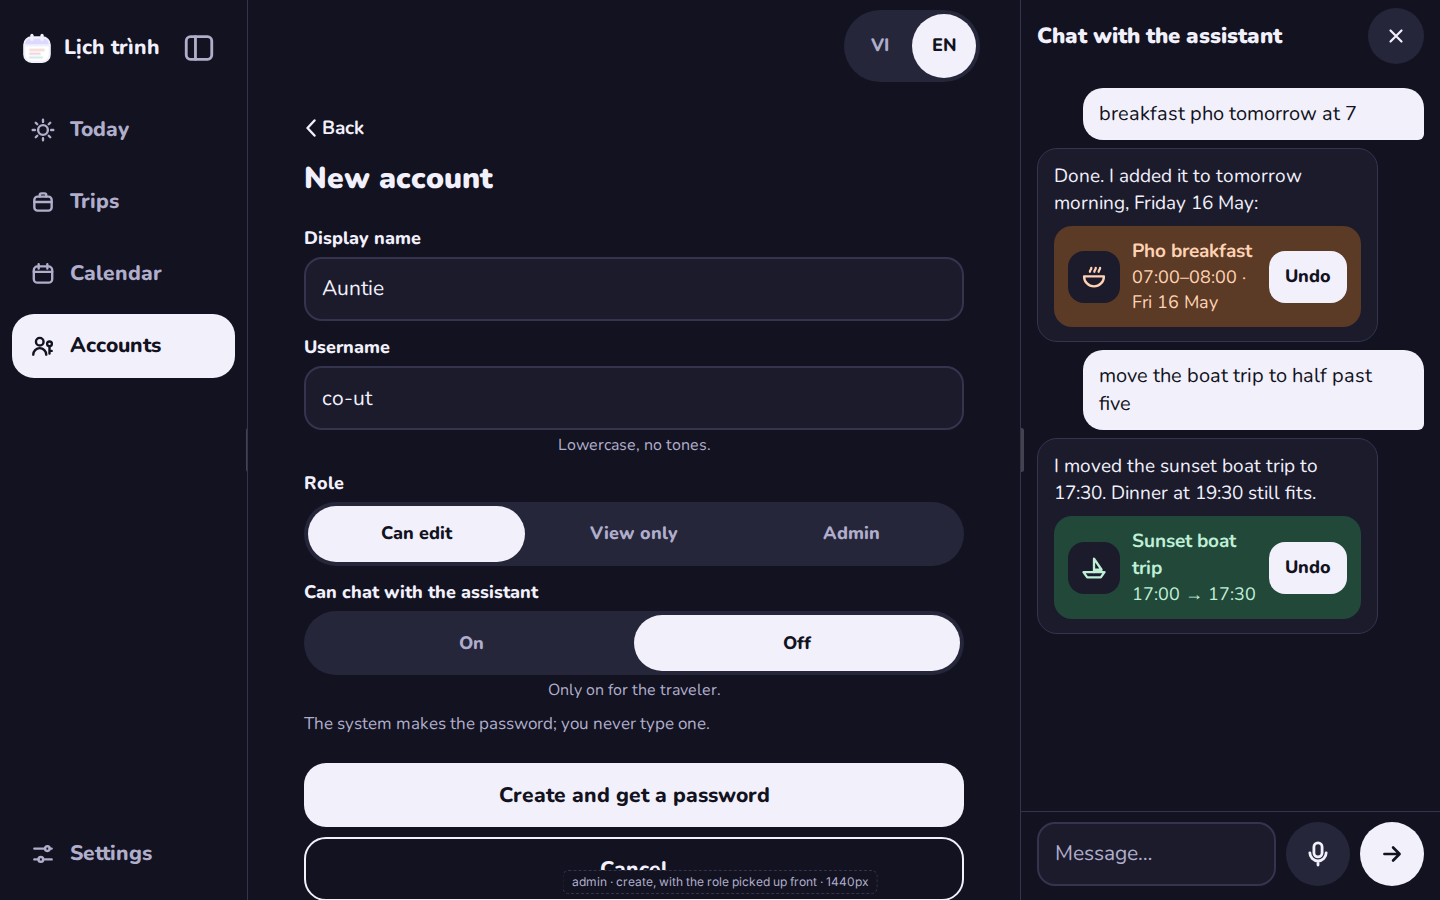 Lịch trình
Today
Trips
Calendar
Accounts
Settings
VI
EN
Back
New account
Display name
Auntie
Username
co-ut
Lowercase, no tones.
Role
Can edit
View only
Admin
Can chat with the assistant
On
Off
Only on for the traveler.
The system makes the password; you never type one.
Create and get a password
Cancel
admin · create, with the role picked up front · 1440px
Chat with the assistant
breakfast pho tomorrow at 7
Done. I added it to tomorrow
morning, Friday 16 May:
Pho breakfast
07:00–08:00 ·
Fri 16 May
Undo
move the boat trip to half past
five
I moved the sunset boat trip to
17:30. Dinner at 19:30 still fits.
Sunset boat
trip
17:00 → 17:30
Undo
Message...